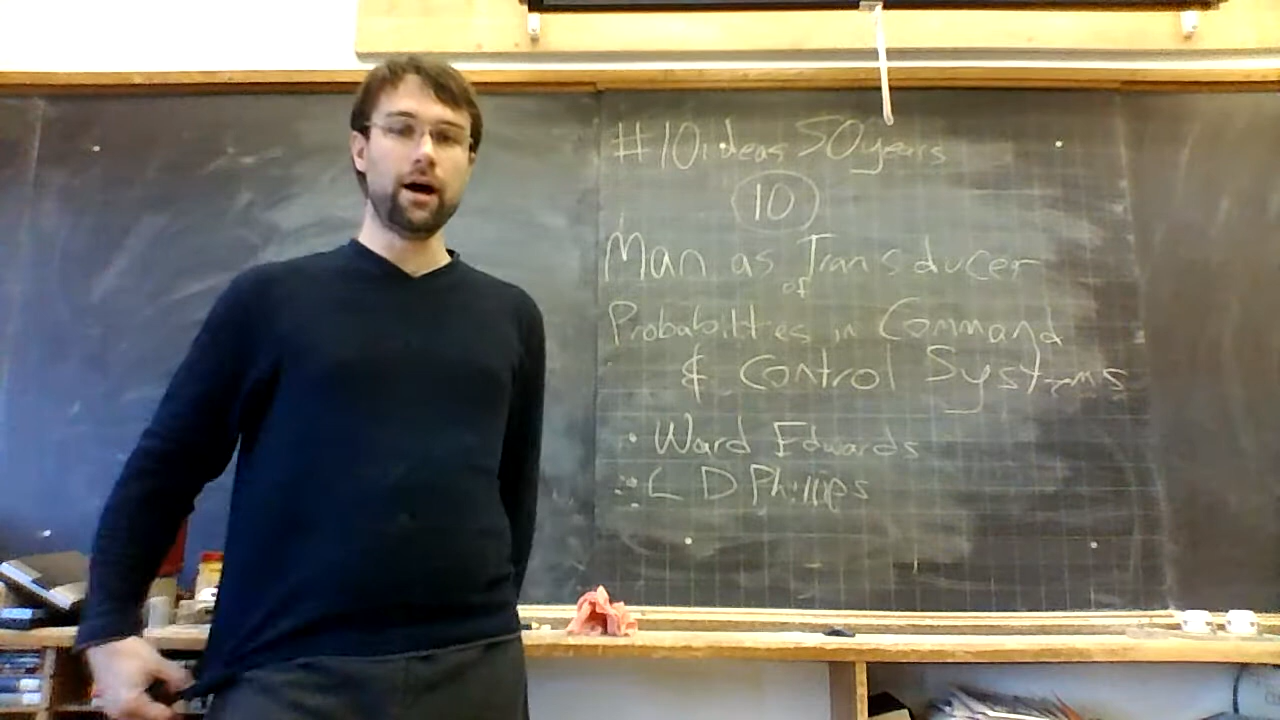 #10ideas50years
10
Man as Transducer
of
Probabilities in Command
& Control Systems
• Ward Edwards
• L D Phillips